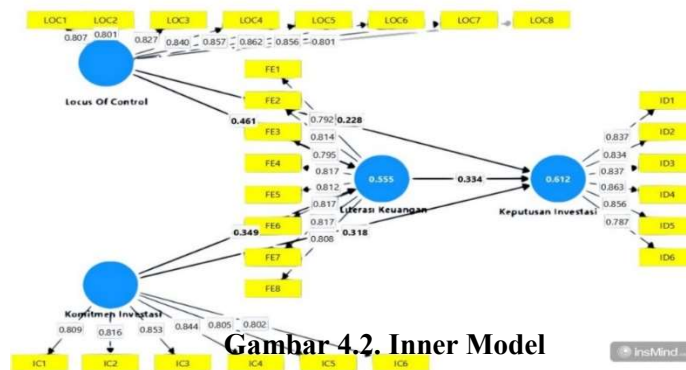 LOC1 LOC2 LOC3 LOC4 LOC5 LOC6 LOC7 LOC8
0.807 0.801 0.827 0.840 0.857 0.862 0.856 0.801
Locus Of Control
0.461
0.228
FE1
FE2
FE3
FE4
FE5
FE6
FE7
FE8
0.792
0.814
0.795
0.817
0.812
0.817
0.817
0.808
0.555
Literasi Keuangan
0.334
0.612
Keputusan Investasi
ID1
ID2
ID3
ID4
ID5
ID6
0.837
0.834
0.837
0.863
0.856
0.787
0.349
0.318
Komitmen Investasi
0.809 0.816 0.853 0.844 0.805 0.802
IC1 IC2 IC3 IC4 IC5 IC6
Gambar 4.2. Inner Model
insMind